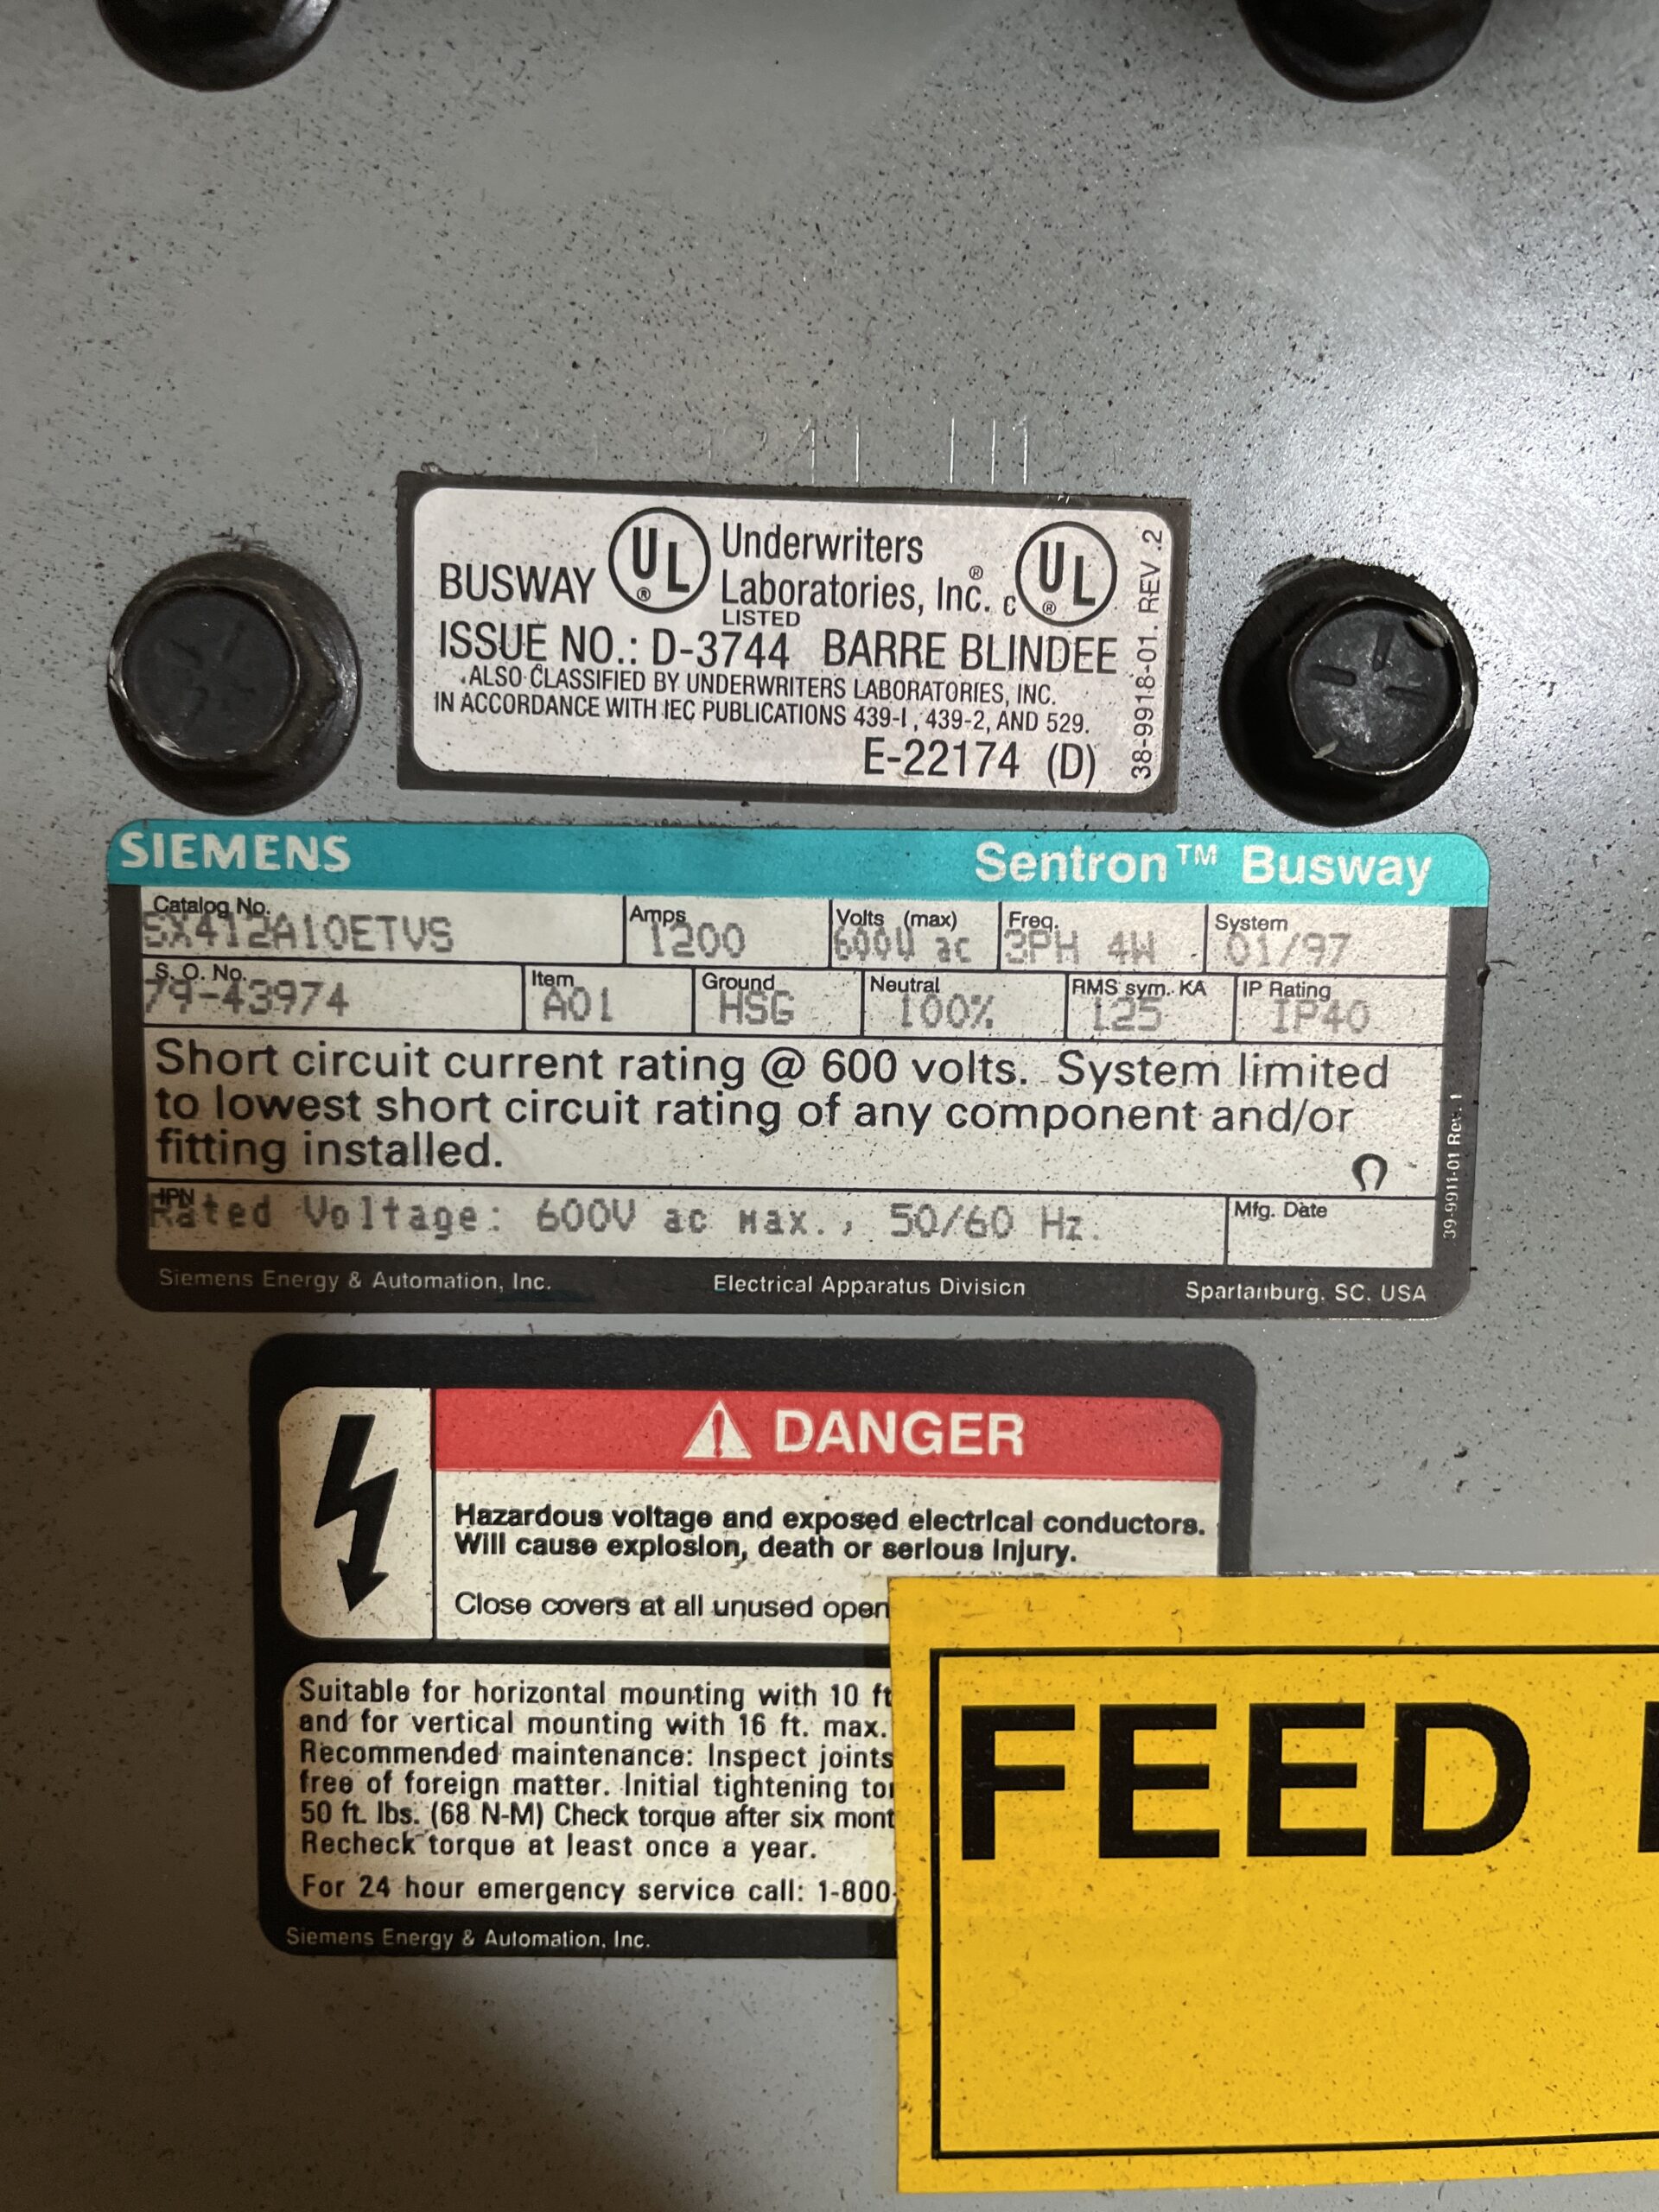 BUSWAY UL ® Underwriters Laboratories, Inc.® c UL ®
LISTED
ISSUE NO.: D-3744 BARRE BLINDEE
ALSO CLASSIFIED BY UNDERWRITERS LABORATORIES, INC.
IN ACCORDANCE WITH IEC PUBLICATIONS 439-1, 439-2, AND 529.
E-22174 (D)
38-9918-01. REV .2
SIEMENS Sentron™ Busway
Catalog No. Amps Volts (max) Freq. System
SX412A10ETVS 1200 600V ac 3PH 4W 01/97
S. O. No. Item Ground Neutral RMS sym. KA IP Rating
79-43974 A01 HSG 100% 125 IP40
Short circuit current rating @ 600 volts. System limited
to lowest short circuit rating of any component and/or
fitting installed.
HPN Mfg. Date
Rated Voltage: 600V ac max., 50/60 Hz.
39-9911-01 Rev. 1
Siemens Energy & Automation, Inc. Electrical Apparatus Division Spartanburg, SC. USA
DANGER
Hazardous voltage and exposed electrical conductors.
Will cause explosion, death or serious injury.
Close covers at all unused open
Suitable for horizontal mounting with 10 ft
and for vertical mounting with 16 ft. max.
Recommended maintenance: Inspect joints
free of foreign matter. Initial tightening to
50 ft. lbs. (68 N-M) Check torque after six mont
Recheck torque at least once a year.
For 24 hour emergency service call: 1-800-
Siemens Energy & Automation, Inc.
FEED